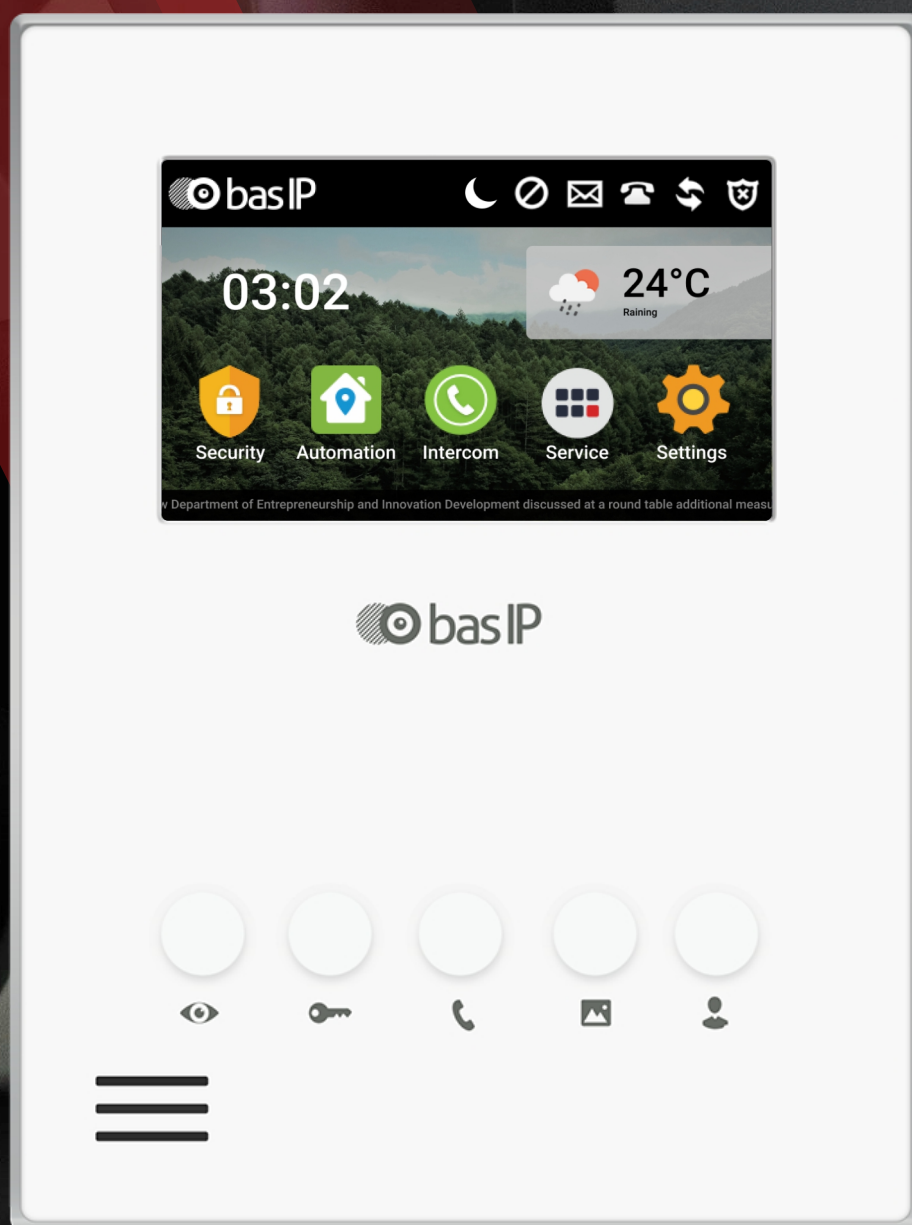 bas IP
03:02
24°C
Raining
Security
Automation
Intercom
Service
Settings
Department of Entrepreneurship and Innovation Development discussed at a round table additional
bas IP